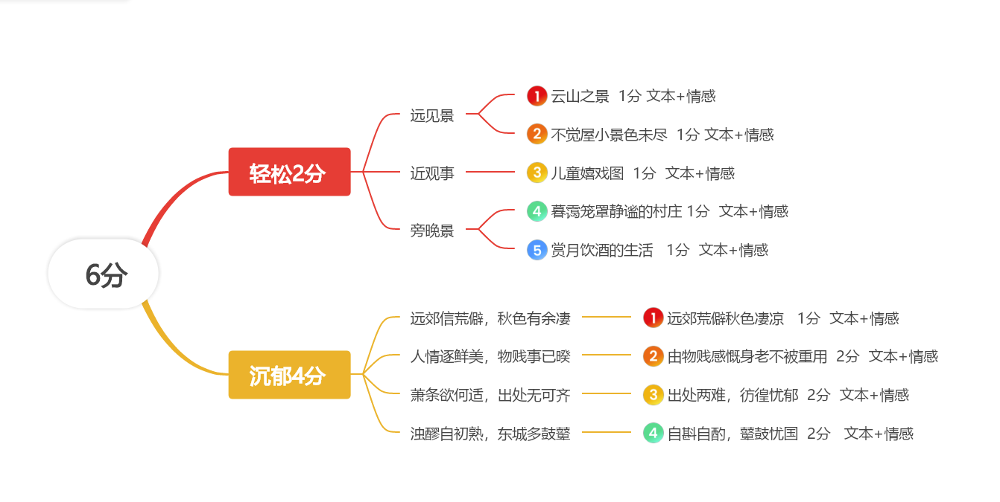 6分
轻松2分
远见景
1 云山之景 1分 文本+情感
2 不觉屋小景色未尽 1分 文本+情感
近观事
3 儿童嬉戏图 1分 文本+情感
旁晚景
4 暮霭笼罩静谧的村庄 1分 文本+情感
5 赏月饮酒的生活 1分 文本+情感
沉郁4分
远郊信荒僻，秋色有余凄
1 远郊荒僻秋色凄凉 1分 文本+情感
人情逐鲜美，物贱事已暌
2 由物贱感慨身老不被重用 2分 文本+情感
萧条欲何适，出处无可齐
3 出处两难，彷徨忧郁 2分 文本+情感
浊醪自初熟，东城多鼓鼙
4 自斟自酌，鼙鼓忧国 2分 文本+情感